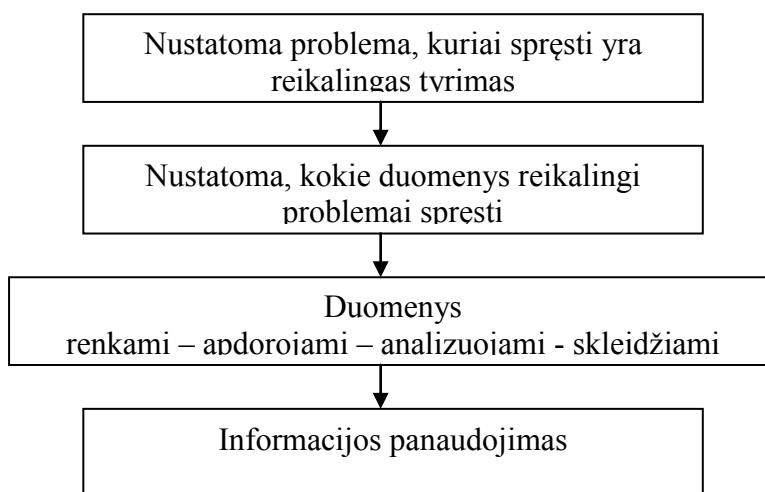 Nustatoma problema, kuriai spręsti yra
reikalingas tyrimas
Nustatoma, kokie duomenys reikalingi
problemai spręsti
Duomenys
renkami – apdorojami – analizuojami - skleidžiami
Informacijos panaudojimas